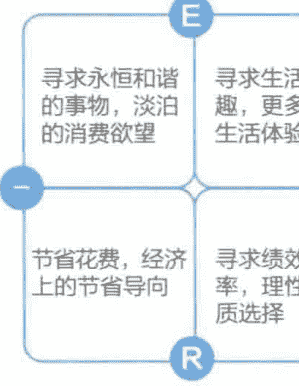 E
寻求永恒和谐
的事物，淡泊
的消费欲望
寻求生活
趣，更多
生活体验
一
节省花费，经济
上的节省导向
寻求绩效
率，理性
质选择
R